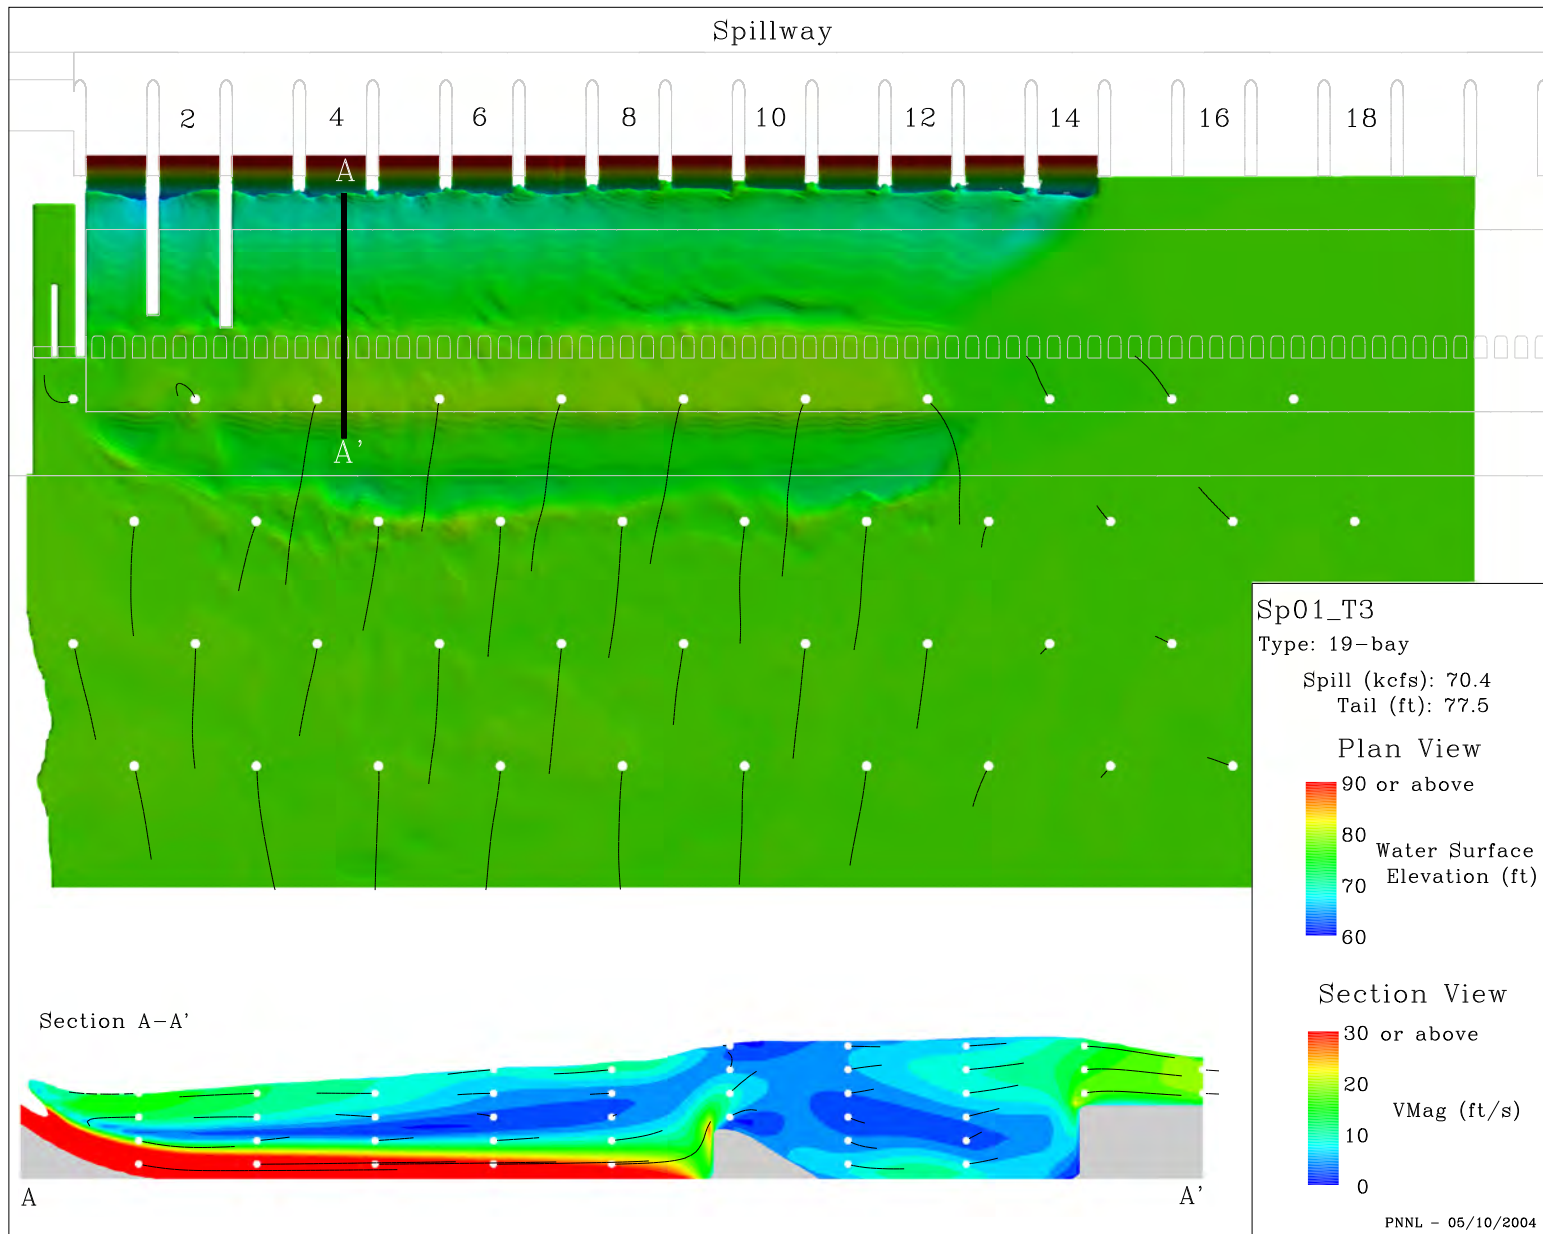 Spillway
2 4 6 8 10 12 14 16 18
A
A'
Sp01_T3
Type: 19-bay
Spill (kcfs): 70.4
Tail (ft): 77.5
Plan View
90 or above
80
Water Surface
Elevation (ft)
70
60
Section View
30 or above
20
VMag (ft/s)
10
0
Section A-A'
A A'
PNNL - 05/10/2004